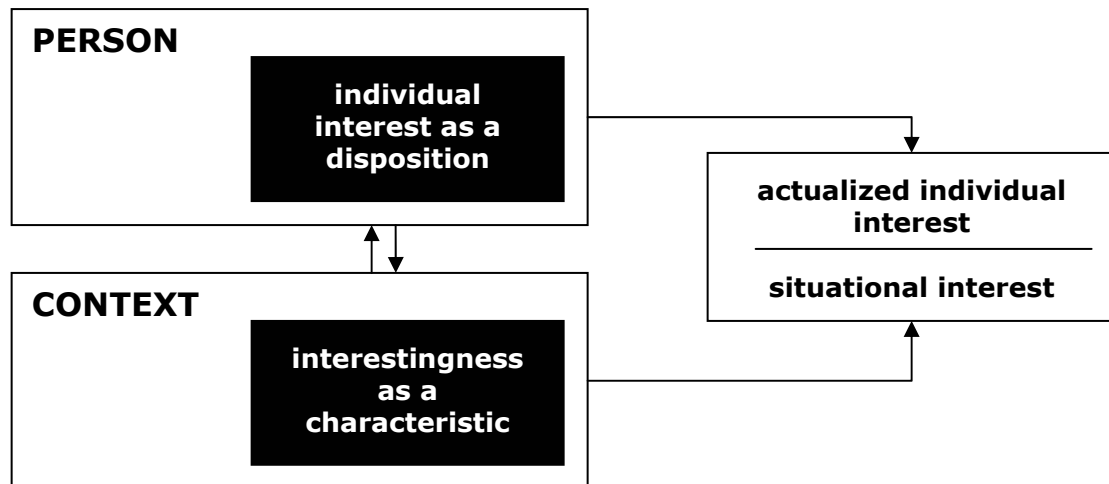 PERSON
individual
interest as a
disposition
actualized individual
interest
situational interest
CONTEXT
interestingness
as a
characteristic